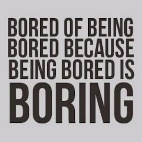 BORED OF BEING
BORED BECAUSE
BEING BORED IS
BORING